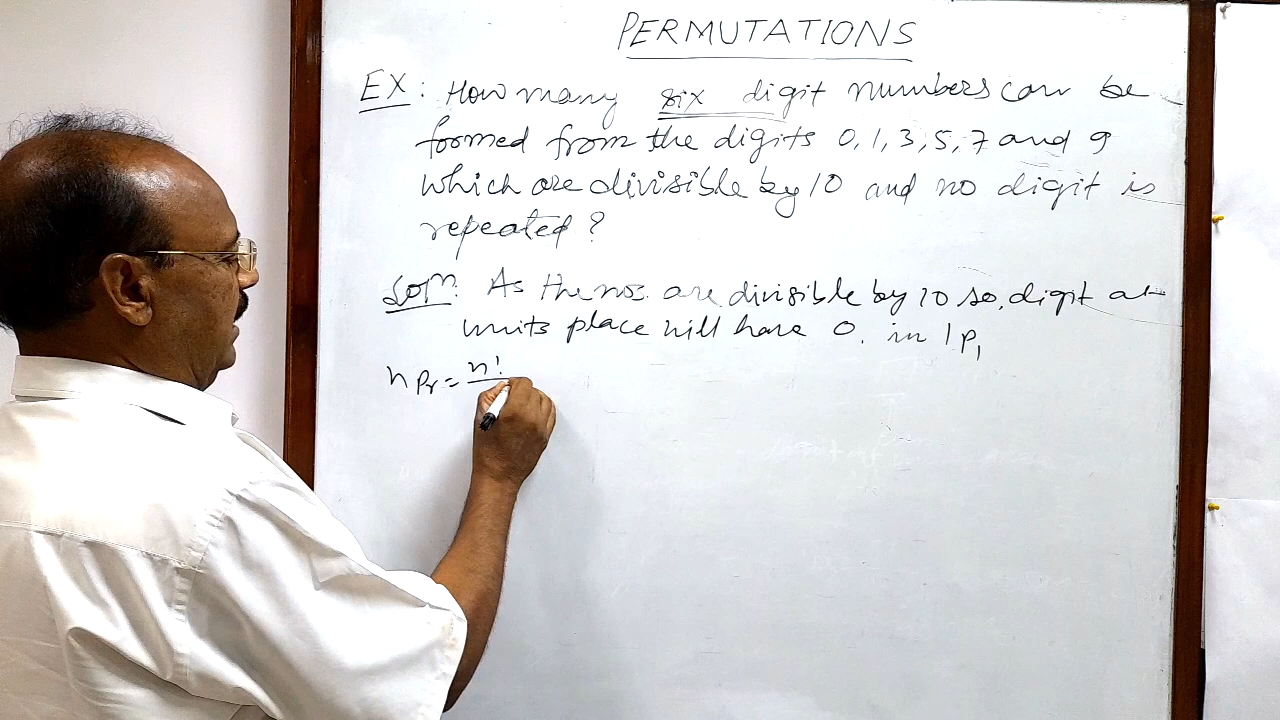 PERMUTATIONS
EX: How many six digit numbers can be
formed from the digits 0,1,3,5,7 and 9
which are divisible by 10 and no digit is
repeated?
Soln: As the nos. are divisible by 10 so, digit at
units place will have 0. in 1P1
nPr = n!